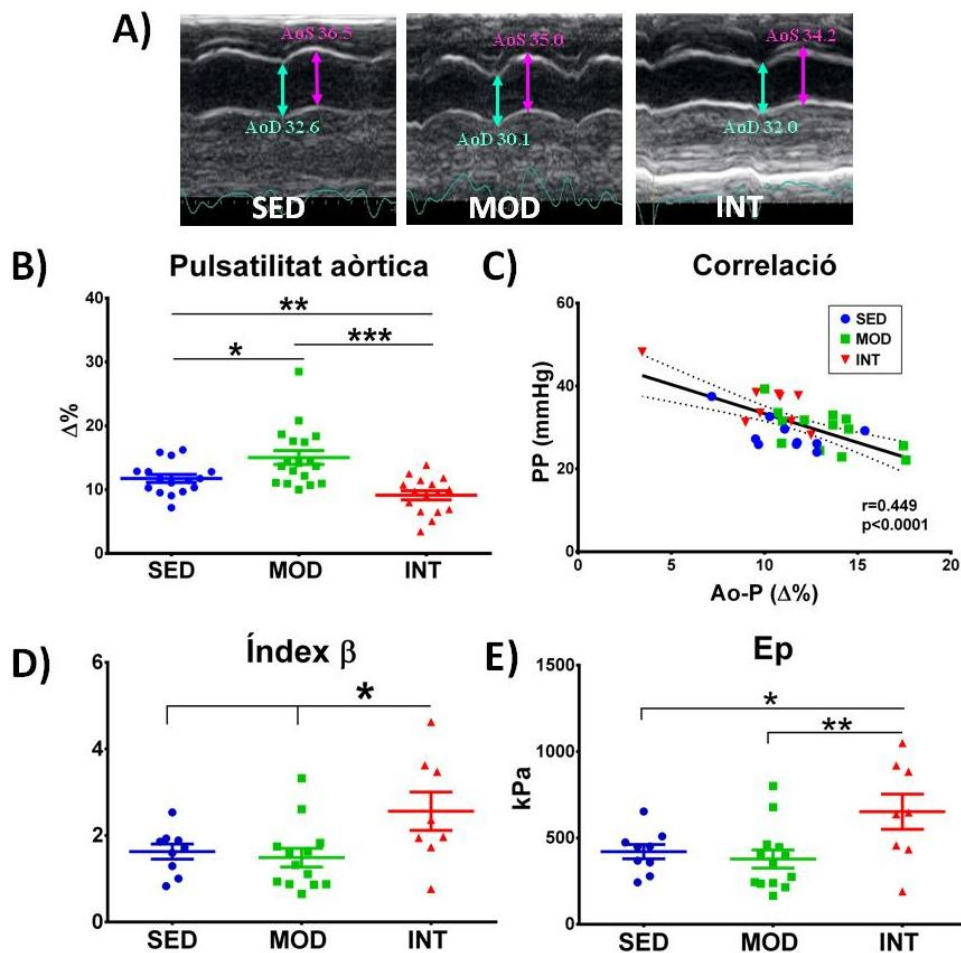 A)
AoS 36.5
AoD 32.6
SED
AoS 35.0
AoD 30.1
MOD
AoS 34.2
AoD 32.0
INT
B)
Pulsatilitat aòrtica
Δ%
40
30
20
10
0
**
*
***
SED MOD INT
C)
Correlació
PP (mmHg)
60
40
20
0
SED
MOD
INT
r=0.449
p<0.0001
0 5 10 15 20
Ao-P (Δ%)
D)
Índex β
6
4
2
0
*
SED MOD INT
E)
Ep
kPa
1500
1000
500
0
*
**
SED MOD INT